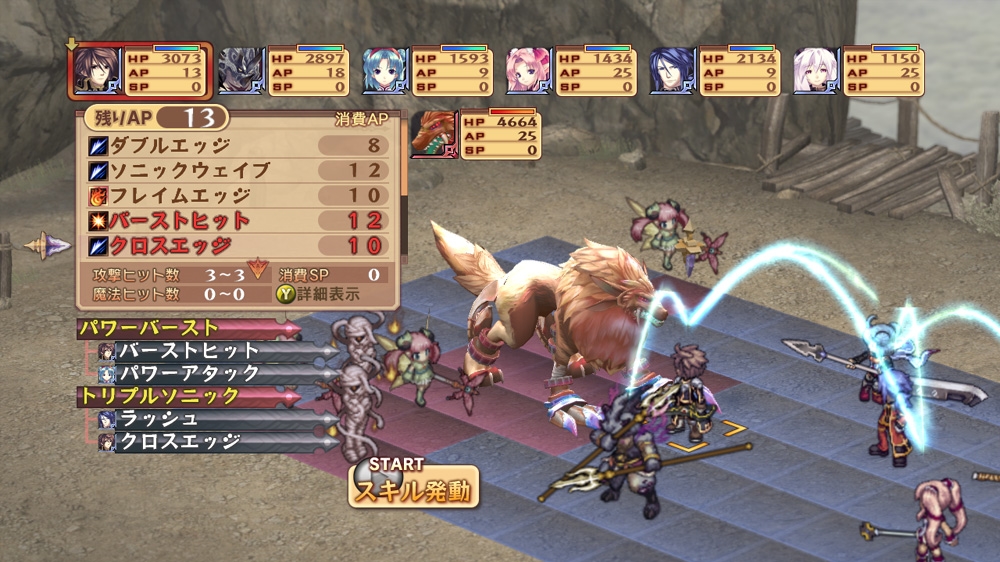 HP 3073
AP 13
SP 0
HP 2897
AP 18
SP 0
HP 1593
AP 9
SP 0
HP 1434
AP 25
SP 0
HP 2134
AP 9
SP 0
HP 1150
AP 25
SP 0
HP 4664
AP 25
SP 0
残りAP 13 消費AP
ダブルエッジ 8
ソニックウェイブ 12
フレイムエッジ 10
バーストヒット 12
クロスエッジ 10
攻撃ヒット数 3~3 消費SP 0
魔法ヒット数 0~0 Y詳細表示
パワーバースト
バーストヒット
パワーアタック
トリプルソニック
ラッシュ
クロスエッジ
START
スキル発動